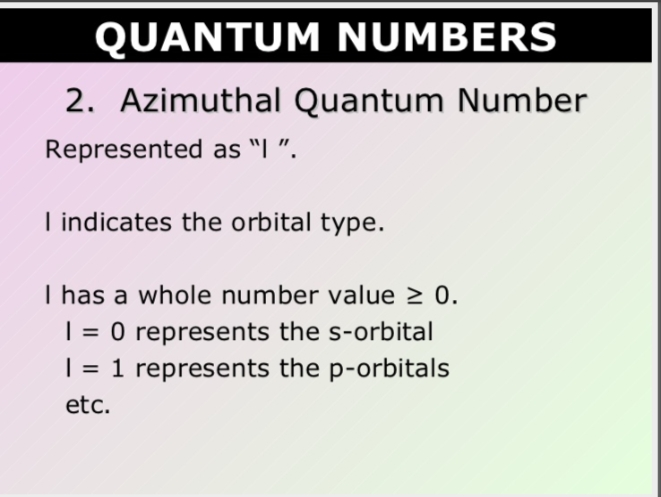 QUANTUM NUMBERS
2. Azimuthal Quantum Number
Represented as “l ”.
l indicates the orbital type.
l has a whole number value ≥ 0.
l = 0 represents the s-orbital
l = 1 represents the p-orbitals
etc.